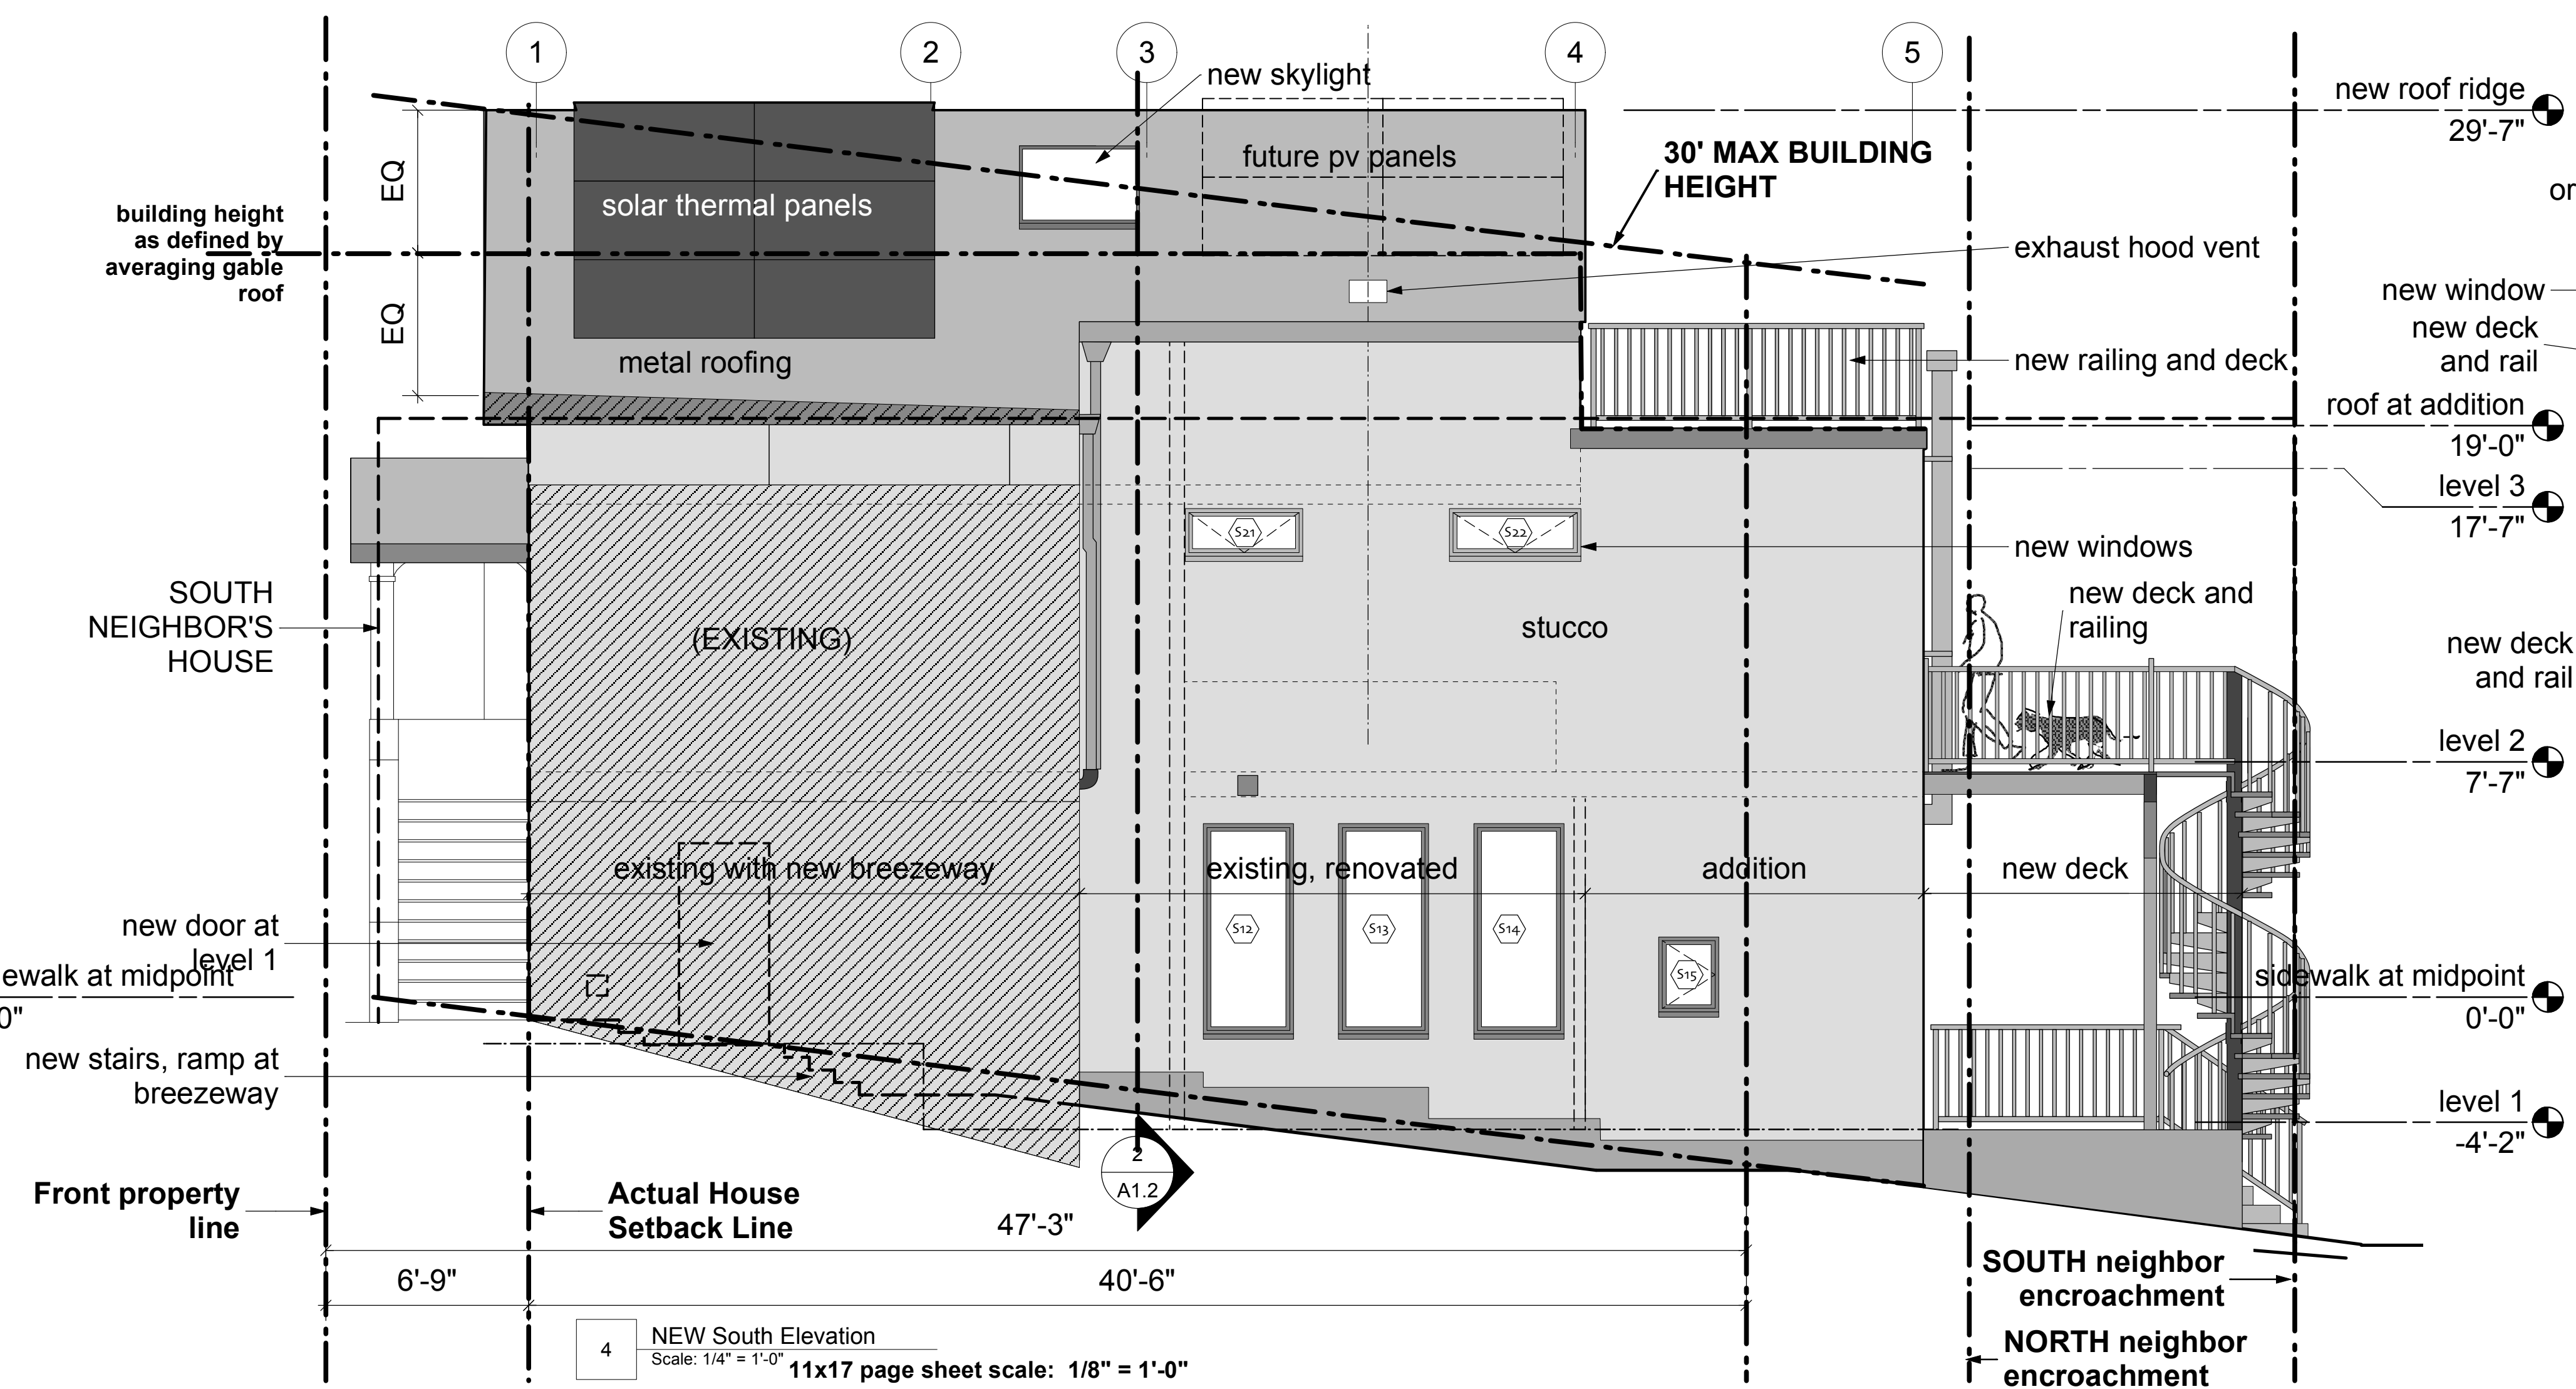 1
2
3
4
5
new skylight
new roof ridge
29'-7"
future pv panels
30' MAX BUILDING
HEIGHT
or
solar thermal panels
EQ
building height
as defined by
averaging gable
roof
exhaust hood vent
new window
new deck
and rail
EQ
metal roofing
new railing and deck
roof at addition
19'-0"
level 3
17'-7"
S21
S22
new windows
SOUTH
NEIGHBOR'S
HOUSE
(EXISTING)
stucco
new deck and
railing
new deck
and rail
level 2
7'-7"
existing with new breezeway
existing, renovated
addition
new deck
new door at
level 1
S12
S13
S14
S15
ewalk at midpoint
0"
sidewalk at midpoint
0'-0"
new stairs, ramp at
breezeway
level 1
-4'-2"
2
A1.2
Front property
line
Actual House
Setback Line
47'-3"
6'-9"
40'-6"
SOUTH neighbor
encroachment
NORTH neighbor
encroachment
4
NEW South Elevation
Scale: 1/4" = 1'-0"
11x17 page sheet scale: 1/8" = 1'-0"